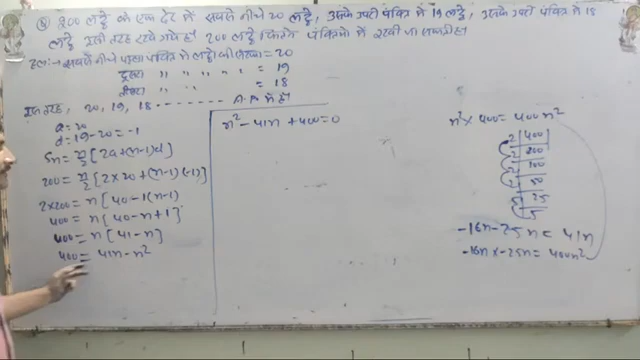 200 लट्ठे को एक ढेर में सबसे नीचे 20 लट्ठे, उसके ऊपरी पंक्ति में 19 लट्ठे, उसके ऊपरी पंक्ति में 18
लट्ठे इसी तरह रखे गये हैं। 200 लट्ठे कितने पंक्तियों में रखी जा सकती है।
हल:- सबसे नीचे वाला पंक्ति में लट्ठों की संख्या = 20
दूसरा " " " " = 19
तीसरा " " " = 18
इस तरह, 20, 19, 18 ------- A.P में हैं।
a = 20
d = 19-20 = -1
Sn = n/2 [2a+(n-1)d]
200 = n/2 [2×20+(n-1)(-1)]
2×200 = n[40-1(n-1)
400 = n[40-n+1]
400 = n[41-n]
400 = 41n-n²
n²-41n+400=0
n²×400=400n²
2|400
2|200
2|100
2|50
5|25
5
-16n-25n = 41n
-16n×-25n = 400n²